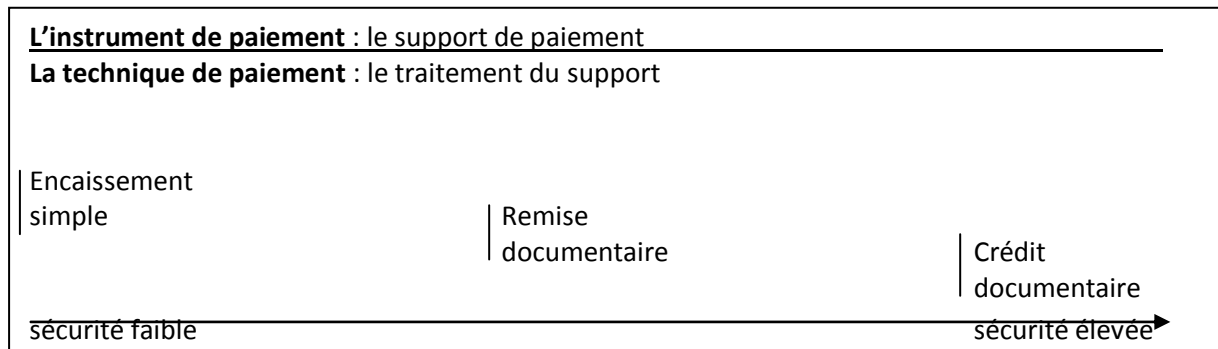 L'instrument de paiement : le support de paiement
La technique de paiement : le traitement du support
Encaissement
simple
Remise
documentaire
Crédit
documentaire
sécurité faible
sécurité élevée